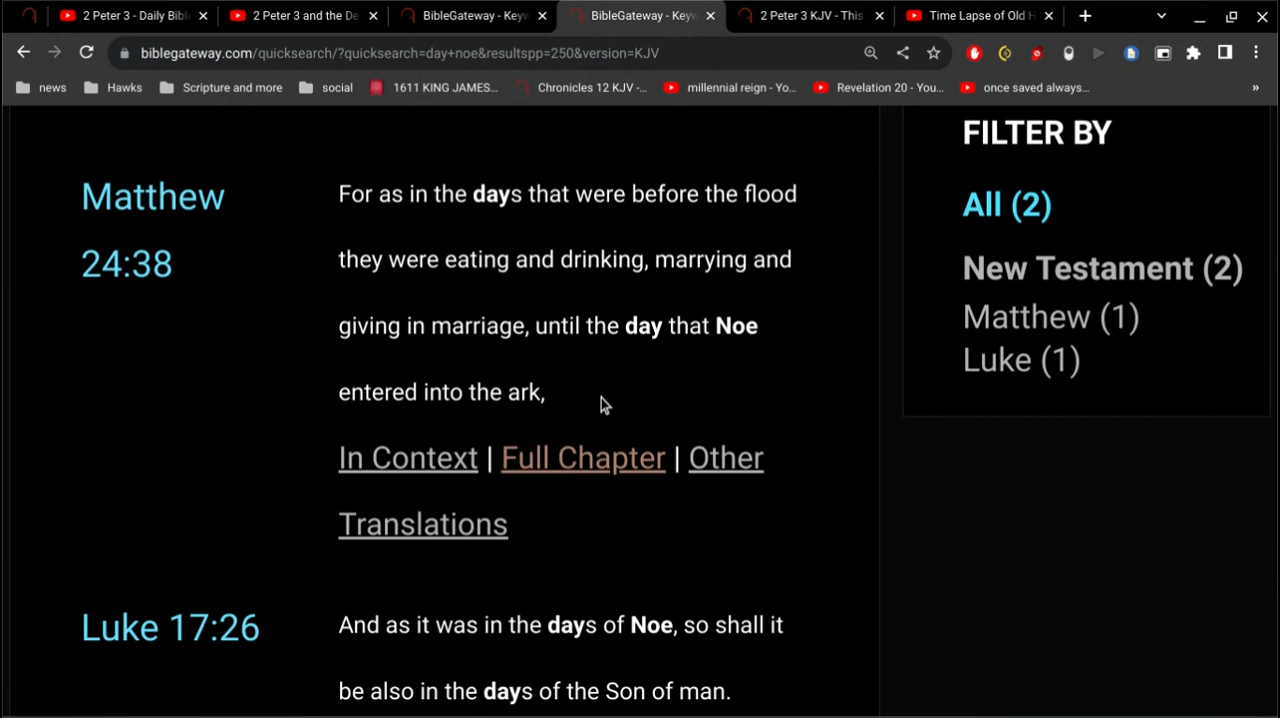 2 Peter 3 - Daily Bibl
2 Peter 3 and the De
BibleGateway - Keyw
BibleGateway - Keyw
2 Peter 3 KJV - This
Time Lapse of Old H
biblegateway.com/quicksearch/?quicksearch=day+noe&resultspp=250&version=KJV
news
Hawks
Scripture and more
social
1611 KING JAMES...
Chronicles 12 KJV -...
millennial reign - Yo...
Revelation 20 - You...
once saved always...
»
Matthew
24:38
For as in the days that were before the flood
they were eating and drinking, marrying and
giving in marriage, until the day that Noe
entered into the ark,
In Context | Full Chapter | Other
Translations
Luke 17:26
And as it was in the days of Noe, so shall it
be also in the days of the Son of man.
FILTER BY
All (2)
New Testament (2)
Matthew (1)
Luke (1)